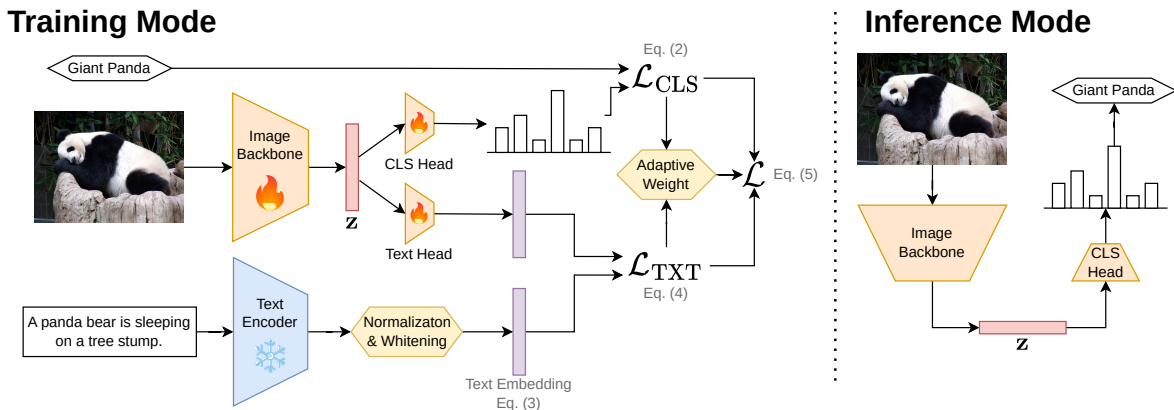 Training Mode
Giant Panda
Image
Backbone
z
CLS Head
Text Head
Eq. (2)
ℒ_CLS
Adaptive
Weight
ℒ
Eq. (5)
ℒ_TXT
Eq. (4)
A panda bear is sleeping
on a tree stump.
Text
Encoder
Normalizaton
& Whitening
Text Embedding
Eq. (3)
Inference Mode
Giant Panda
Image
Backbone
CLS
Head
z